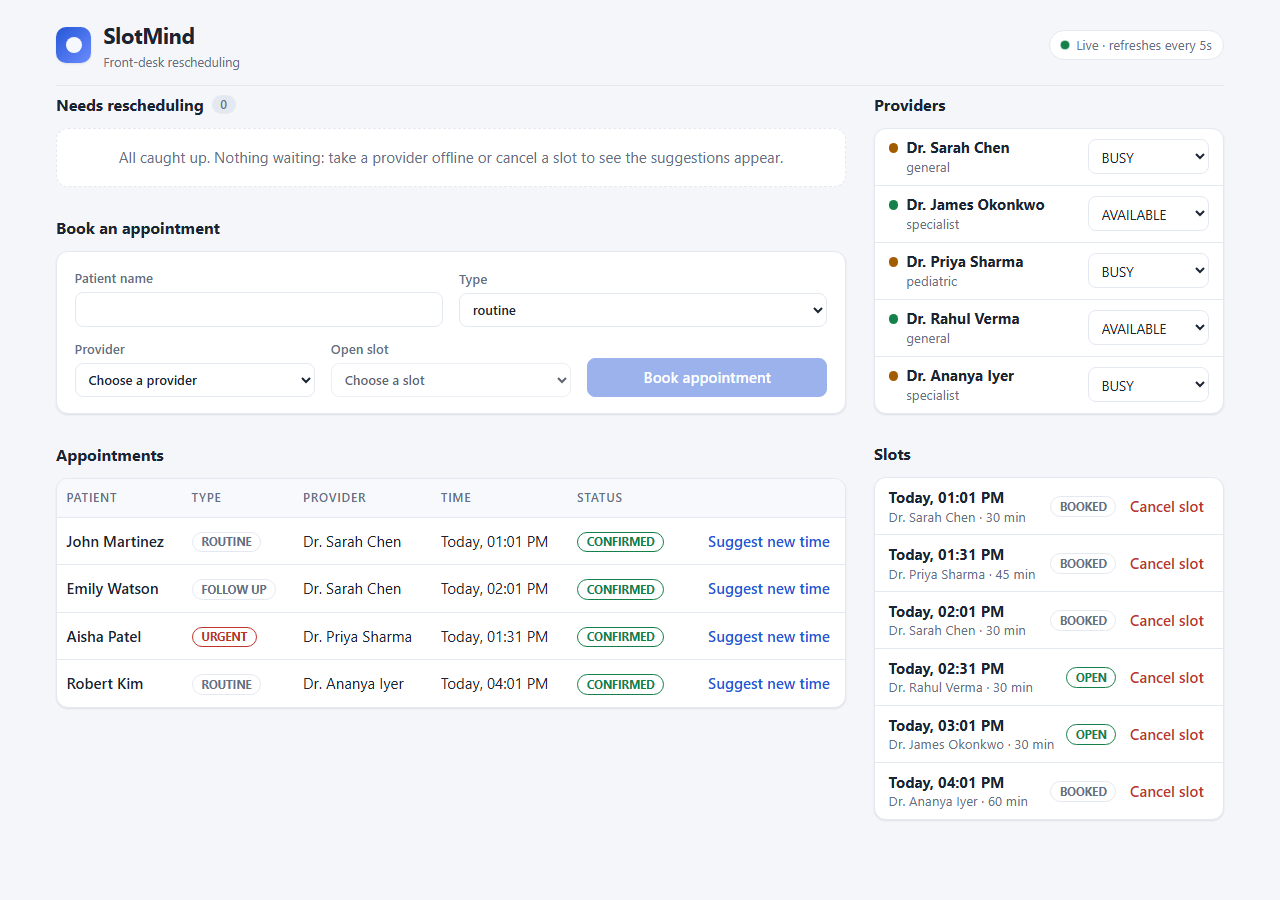 SlotMind
Front-desk rescheduling
Live · refreshes every 5s
Needs rescheduling 0
All caught up. Nothing waiting: take a provider offline or cancel a slot to see the suggestions appear.
Book an appointment
Patient name
Type
routine
Provider
Open slot
Choose a provider
Choose a slot
Book appointment
Appointments
PATIENT TYPE PROVIDER TIME STATUS
John Martinez ROUTINE Dr. Sarah Chen Today, 01:01 PM CONFIRMED Suggest new time
Emily Watson FOLLOW UP Dr. Sarah Chen Today, 02:01 PM CONFIRMED Suggest new time
Aisha Patel URGENT Dr. Priya Sharma Today, 01:31 PM CONFIRMED Suggest new time
Robert Kim ROUTINE Dr. Ananya Iyer Today, 04:01 PM CONFIRMED Suggest new time
Providers
Dr. Sarah Chen
general
BUSY
Dr. James Okonkwo
specialist
AVAILABLE
Dr. Priya Sharma
pediatric
BUSY
Dr. Rahul Verma
general
AVAILABLE
Dr. Ananya Iyer
specialist
BUSY
Slots
Today, 01:01 PM
Dr. Sarah Chen · 30 min
BOOKED Cancel slot
Today, 01:31 PM
Dr. Priya Sharma · 45 min
BOOKED Cancel slot
Today, 02:01 PM
Dr. Sarah Chen · 30 min
BOOKED Cancel slot
Today, 02:31 PM
Dr. Rahul Verma · 30 min
OPEN Cancel slot
Today, 03:01 PM
Dr. James Okonkwo · 30 min
OPEN Cancel slot
Today, 04:01 PM
Dr. Ananya Iyer · 60 min
BOOKED Cancel slot